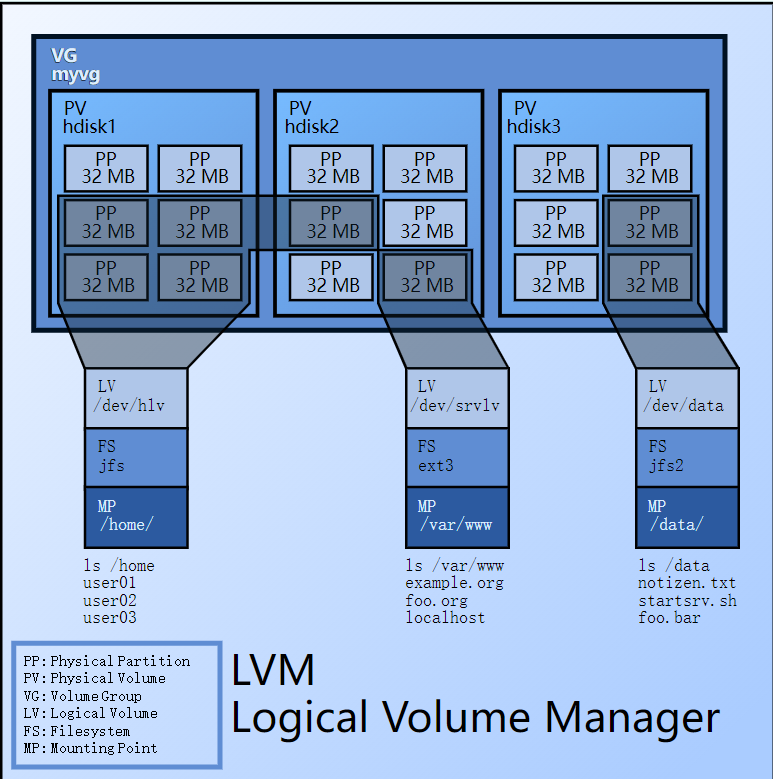 VG
myvg
PV
hdisk1
PP
32 MB
PP
32 MB
PP
32 MB
PP
32 MB
PP
32 MB
PP
32 MB
PV
hdisk2
PP
32 MB
PP
32 MB
PP
32 MB
PP
32 MB
PP
32 MB
PP
32 MB
PV
hdisk3
PP
32 MB
PP
32 MB
PP
32 MB
PP
32 MB
PP
32 MB
PP
32 MB
LV
/dev/hlv
FS
jfs
MP
/home/
ls /home
user01
user02
user03
LV
/dev/srvlv
FS
ext3
MP
/var/www
ls /var/www
example.org
foo.org
localhost
LV
/dev/data
FS
jfs2
MP
/data/
ls /data
notizen.txt
startsrv.sh
foo.bar
PP:Physical Partition
PV:Physical Volume
VG:Volume Group
LV:Logical Volume
FS:Filesystem
MP:Mounting Point
LVM
Logical Volume Manager